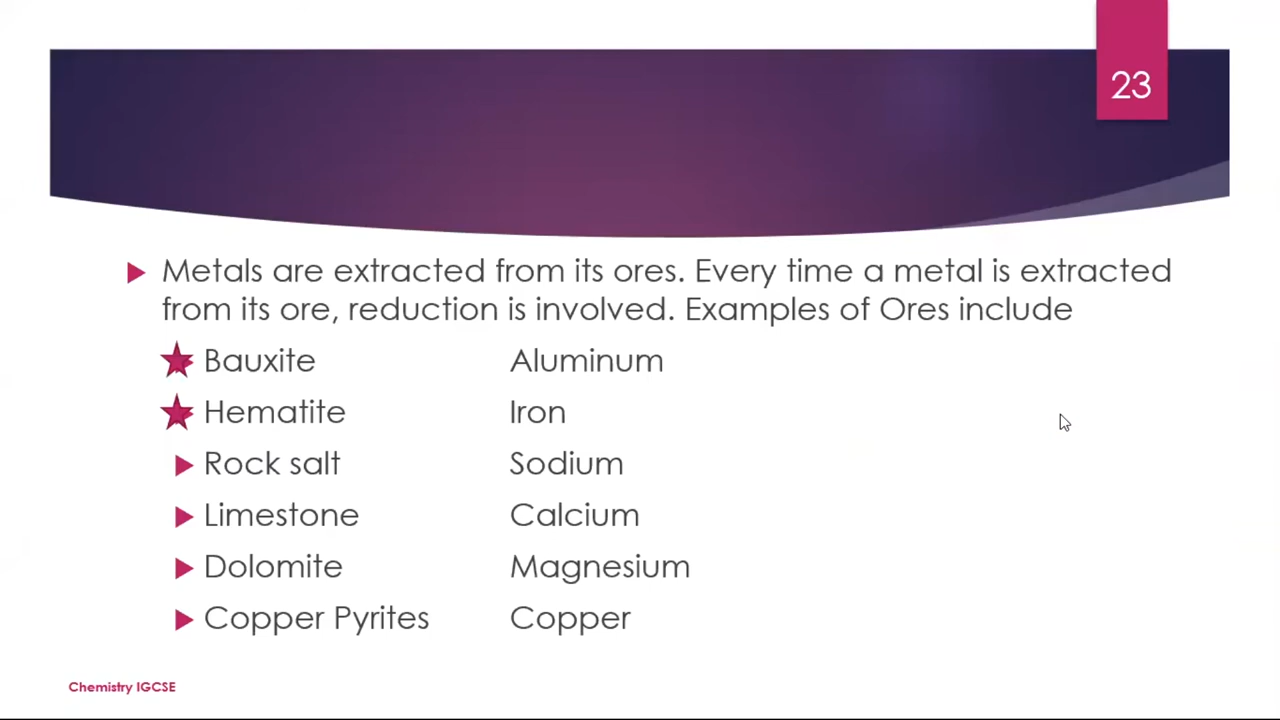 23
Metals are extracted from its ores. Every time a metal is extracted
from its ore, reduction is involved. Examples of Ores include
Bauxite Aluminum
Hematite Iron
Rock salt Sodium
Limestone Calcium
Dolomite Magnesium
Copper Pyrites Copper
Chemistry IGCSE